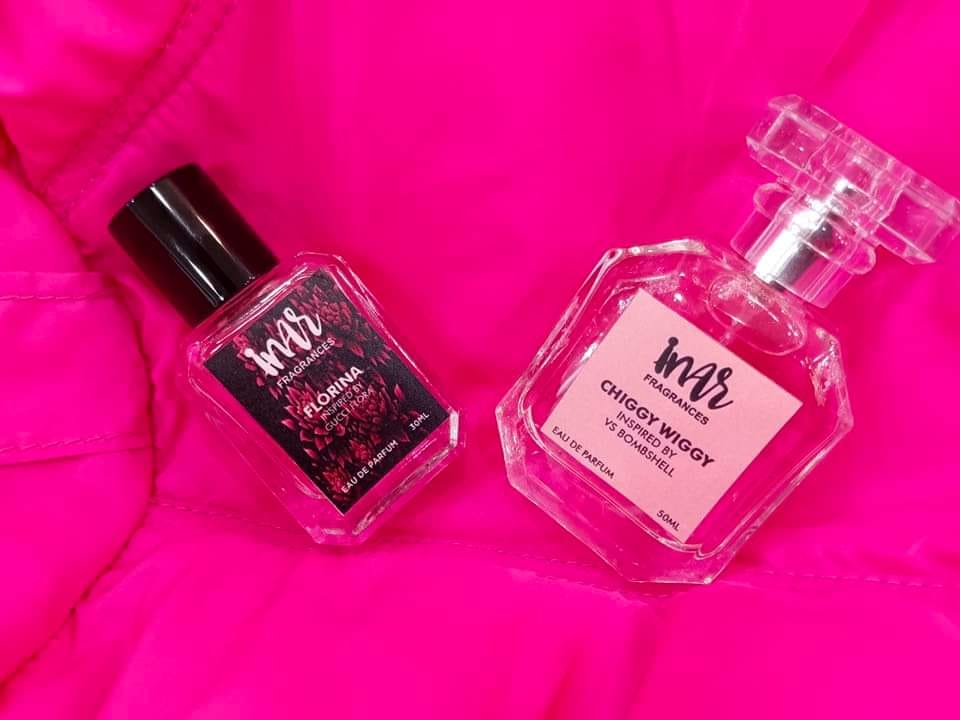 inar
FRAGRANCES
FLORINA
INSPIRED BY
GUCCI FLORA
EAU DE PARFUM
30ML
inar
FRAGRANCES
CHIGGY WIGGY
INSPIRED BY
VS BOMBSHELL
EAU DE PARFUM
50ML